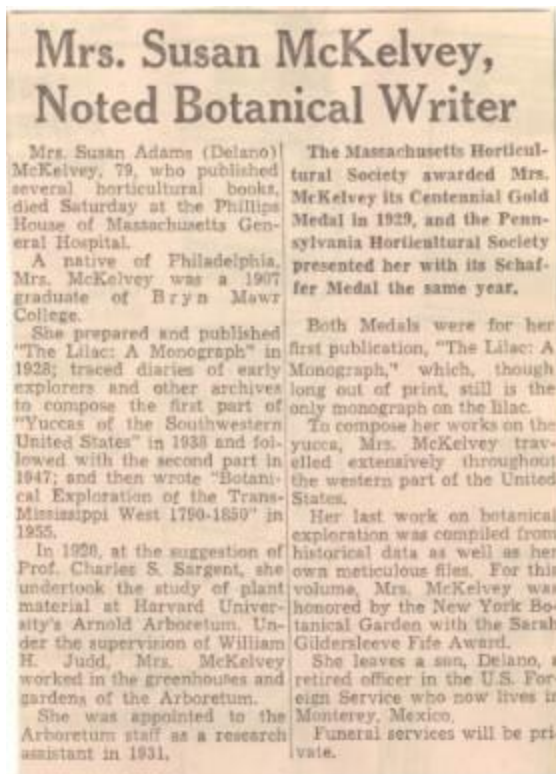 Mrs. Susan McKelvey,
Noted Botanical Writer
Mrs. Susan Adams (Delano)
McKelvey, 79, who published
several horticultural books,
died Saturday at the Phillips
House of Massachusetts Gen-
eral Hospital.
A native of Philadelphia,
Mrs. McKelvey was a 1907
graduate of Bryn Mawr
College.
She prepared and published
"The Lilac: A Monograph" in
1928; traced diaries of early
explorers and other archives
to compose the first part of
"Yuccas of the Southwestern
United States" in 1938 and fol-
lowed with the second part in
1947; and then wrote "Botani-
cal Exploration of the Trans-
Mississippi West 1790-1850" in
1955.
In 1920, at the suggestion of
Prof. Charles S. Sargent, she
undertook the study of plant
material at Harvard Univer-
sity's Arnold Arboretum. Un-
der the supervision of William
H. Judd, Mrs. McKelvey
worked in the greenhouses and
gardens of the Arboretum.
She was appointed to the
Arboretum staff as a research
assistant in 1931.
The Massachusetts Horticul-
tural Society awarded Mrs.
McKelvey its Centennial Gold
Medal in 1929, and the Penn-
sylvania Horticultural Society
presented her with its Schaf-
fer Medal the same year.
Both Medals were for her
first publication, "The Lilac: A
Monograph," which, though
long out of print, still is the
only monograph on the lilac.
To compose her works on the
yucca, Mrs. McKelvey trav-
elled extensively throughout
the western part of the United
States.
Her last work on botanical
exploration was compiled from
historical data as well as her
own meticulous files. For this
volume, Mrs. McKelvey was
honored by the New York Bo-
tanical Garden with the Sarah
Gildersleeve Fife Award.
She leaves a son, Delano, a
retired officer in the U.S. For-
eign Service who now lives in
Monterey, Mexico.
Funeral services will be pri-
vate.